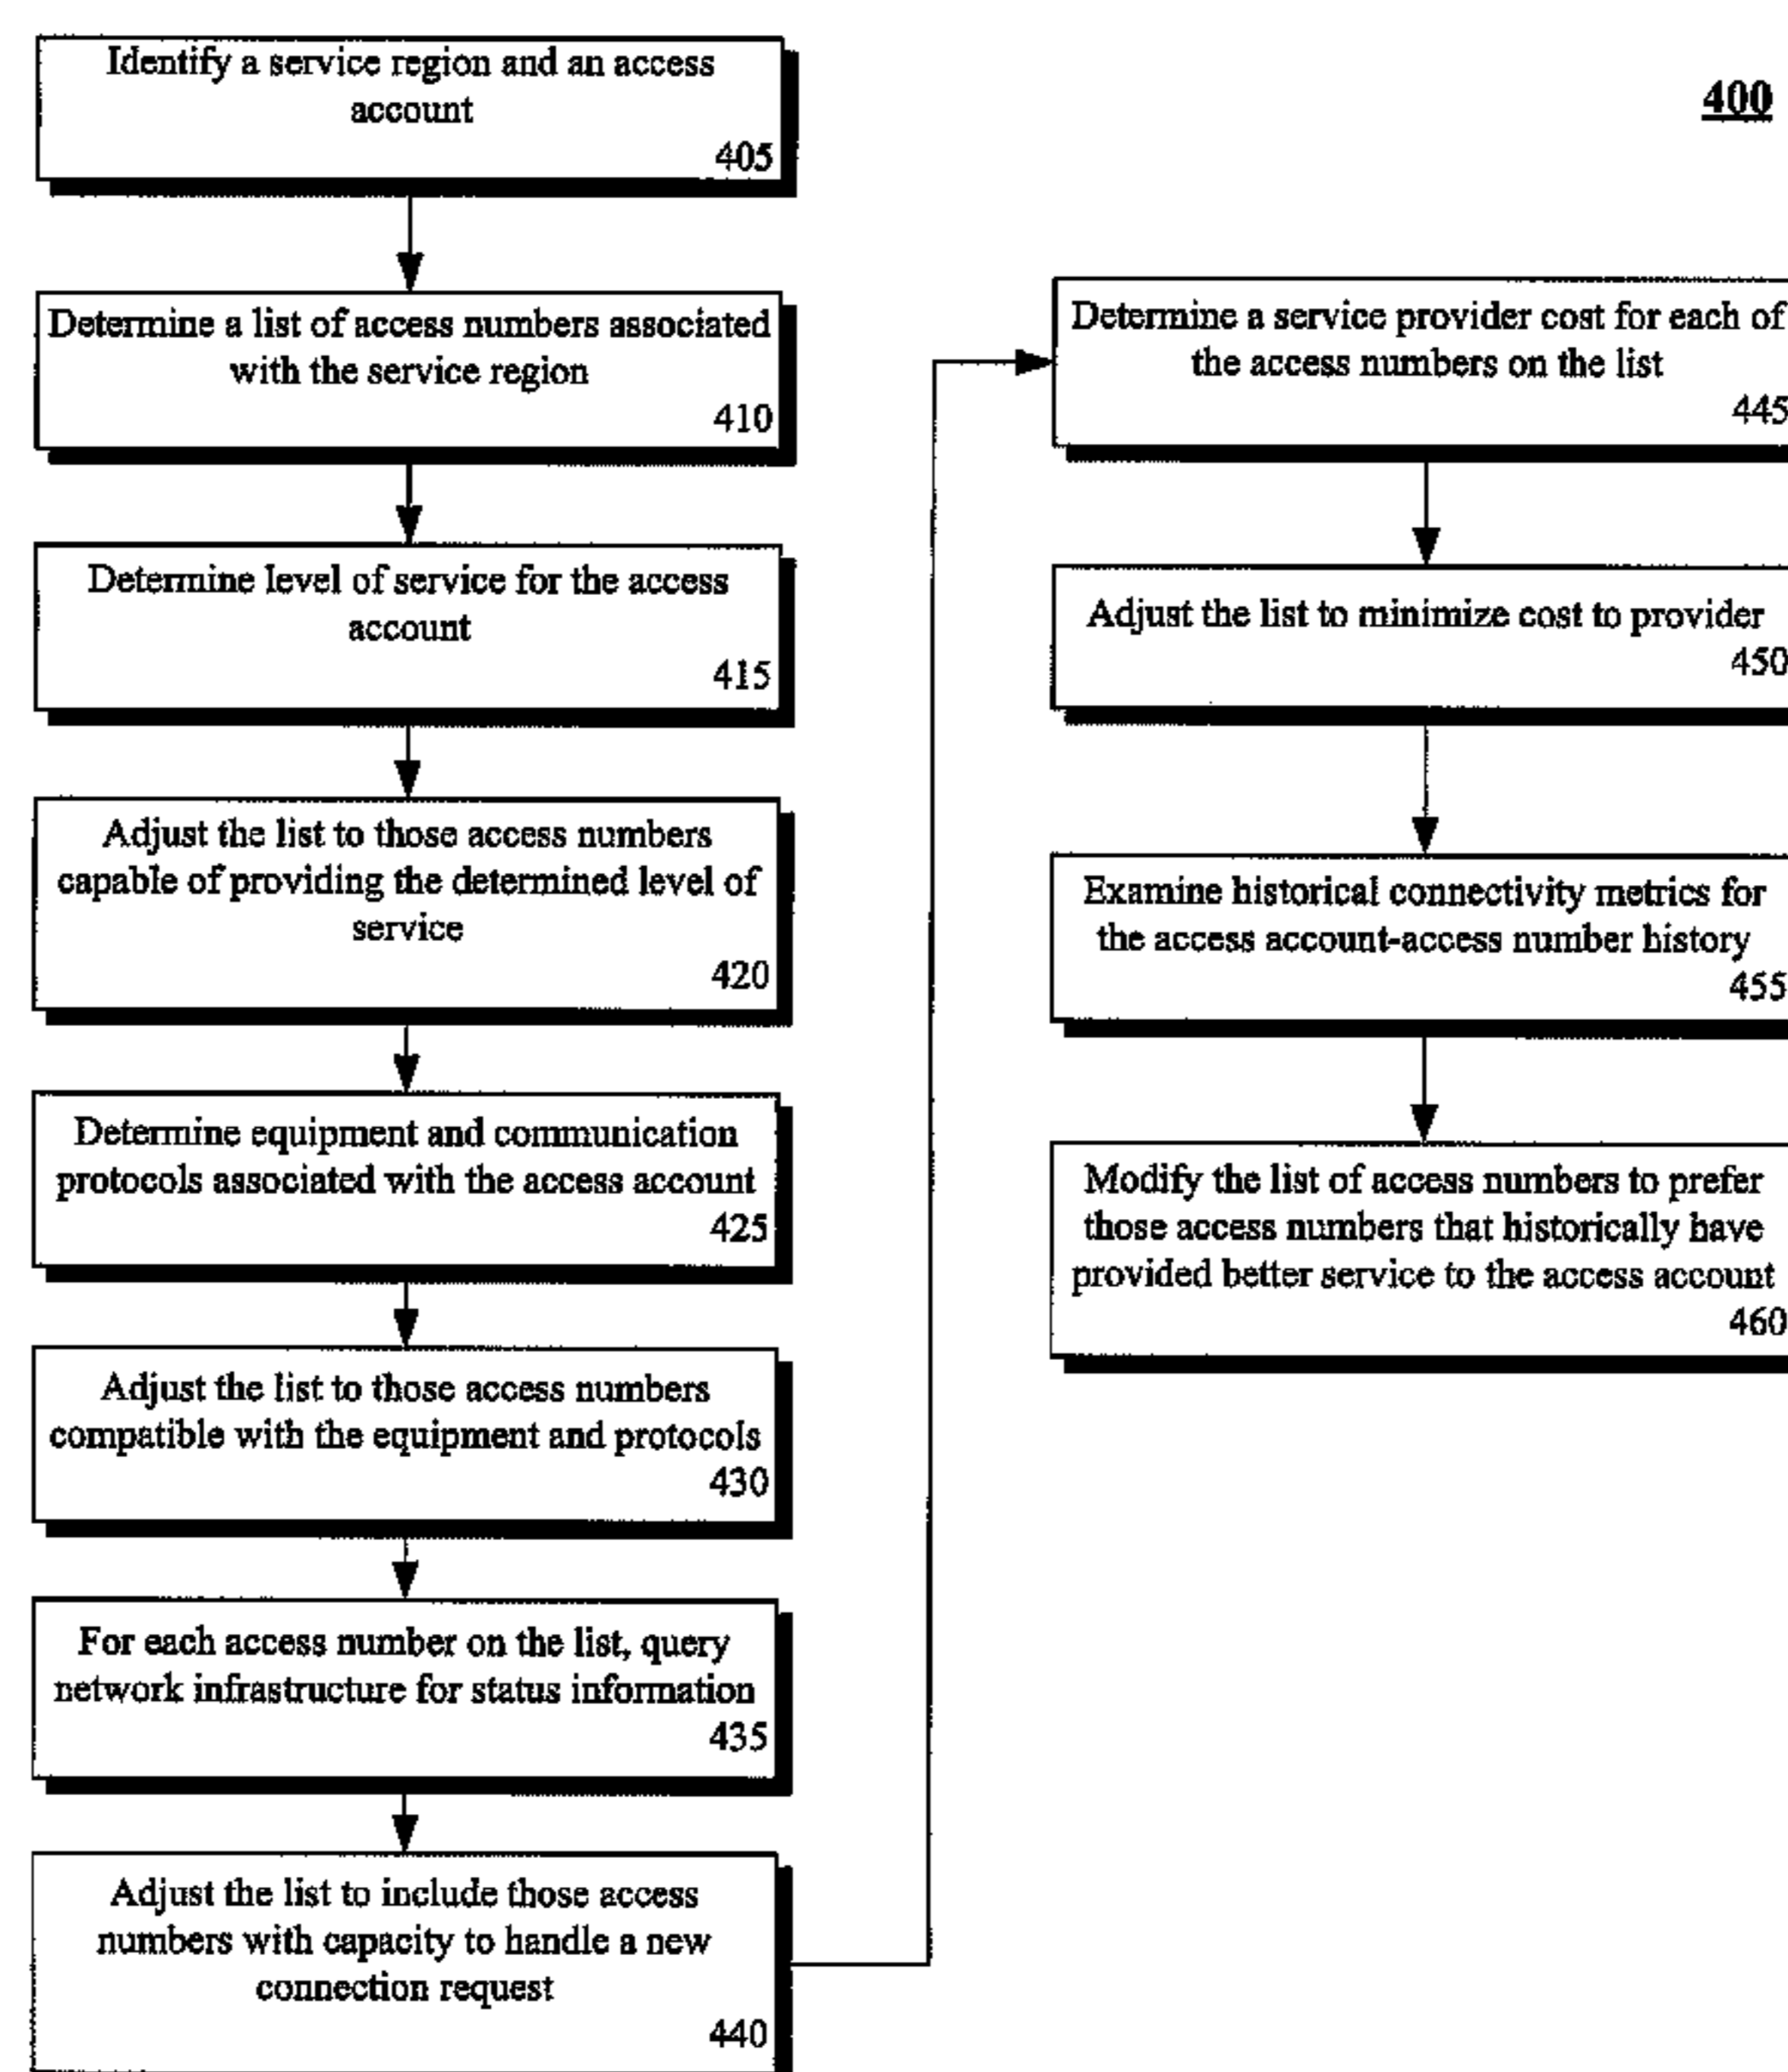 Identify a service region and an access
account
405
400
Determine a list of access numbers associated
with the service region
410
Determine level of service for the access
account
415
Adjust the list to those access numbers
capable of providing the determined level of
service
420
Determine equipment and communication
protocols associated with the access account
425
Adjust the list to those access numbers
compatible with the equipment and protocols
430
For each access number on the list, query
network infrastructure for status information
435
Adjust the list to include those access
numbers with capacity to handle a new
connection request
440
Determine a service provider cost for each of
the access numbers on the list
445
Adjust the list to minimize cost to provider
450
Examine historical connectivity metrics for
the access account-access number history
455
Modify the list of access numbers to prefer
those access numbers that historically have
provided better service to the access account
460